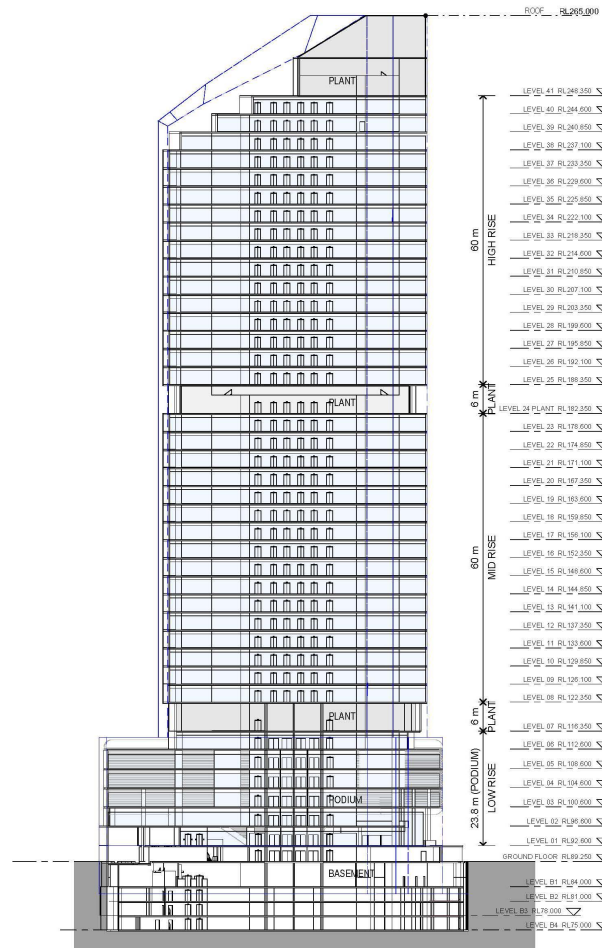 ROOF RL265.000
PLANT
LEVEL 41 RL248.350
LEVEL 40 RL244.600
LEVEL 39 RL240.850
LEVEL 38 RL237.100
LEVEL 37 RL233.350
LEVEL 36 RL229.600
LEVEL 35 RL225.850
LEVEL 34 RL222.100
LEVEL 33 RL218.350
LEVEL 32 RL214.600
LEVEL 31 RL210.850
LEVEL 30 RL207.100
LEVEL 29 RL203.350
LEVEL 28 RL199.600
LEVEL 27 RL195.850
LEVEL 26 RL192.100
LEVEL 25 RL188.350
60 m
HIGH RISE
PLANT
6 m
PLANT
LEVEL 24 PLANT RL182.350
LEVEL 23 RL178.600
LEVEL 22 RL174.850
LEVEL 21 RL171.100
LEVEL 20 RL167.350
LEVEL 19 RL163.600
LEVEL 18 RL159.850
LEVEL 17 RL156.100
LEVEL 16 RL152.350
LEVEL 15 RL148.600
LEVEL 14 RL144.850
LEVEL 13 RL141.100
LEVEL 12 RL137.350
LEVEL 11 RL133.600
LEVEL 10 RL129.850
LEVEL 09 RL126.100
LEVEL 08 RL122.350
60 m
MID RISE
PLANT
6 m
PLANT
LEVEL 07 RL116.350
LEVEL 06 RL112.600
LEVEL 05 RL108.600
LEVEL 04 RL104.600
LEVEL 03 RL100.600
LEVEL 02 RL96.600
LEVEL 01 RL92.600
23.8 m (PODIUM)
LOW RISE
PODIUM
GROUND FLOOR RL89.250
BASEMENT
LEVEL B1 RL84.000
LEVEL B2 RL81.000
LEVEL B3 RL78.000
LEVEL B4 RL75.000